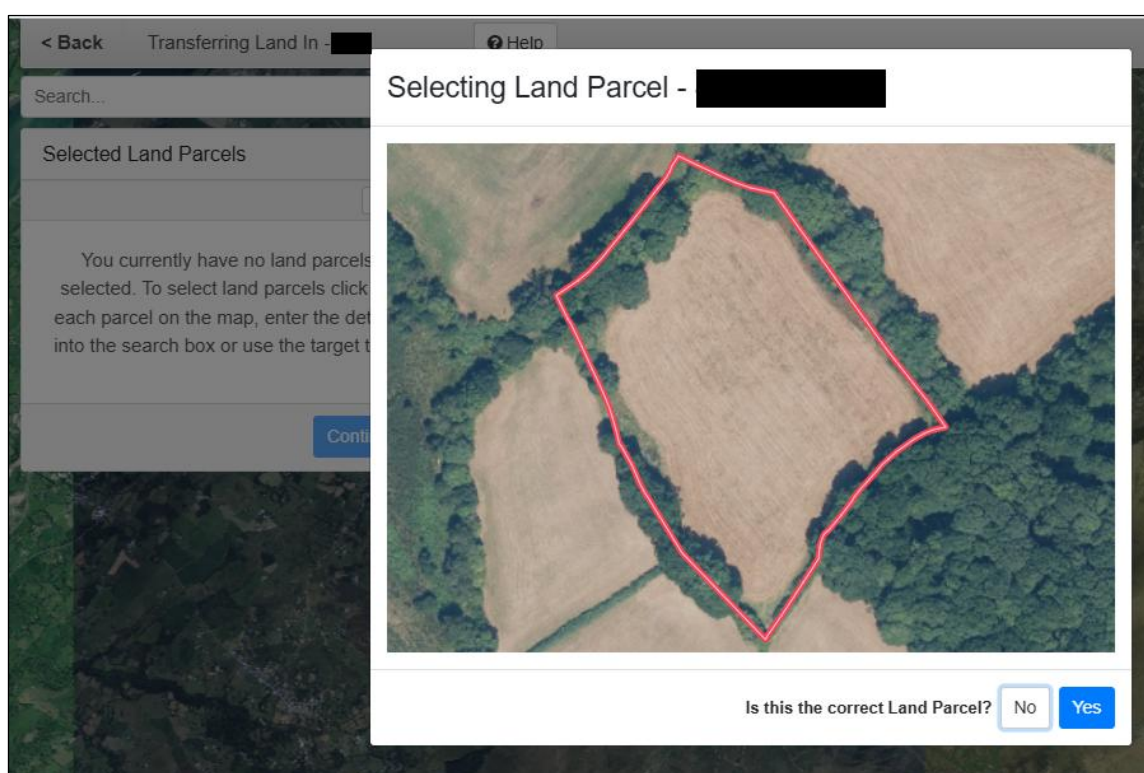 < Back Transferring Land In -
Help
Search...
Selected Land Parcels
You currently have no land parcels
selected. To select land parcels click
each parcel on the map, enter the
into the search box or use the target
Selecting Land Parcel -
Is this the correct Land Parcel? No Yes